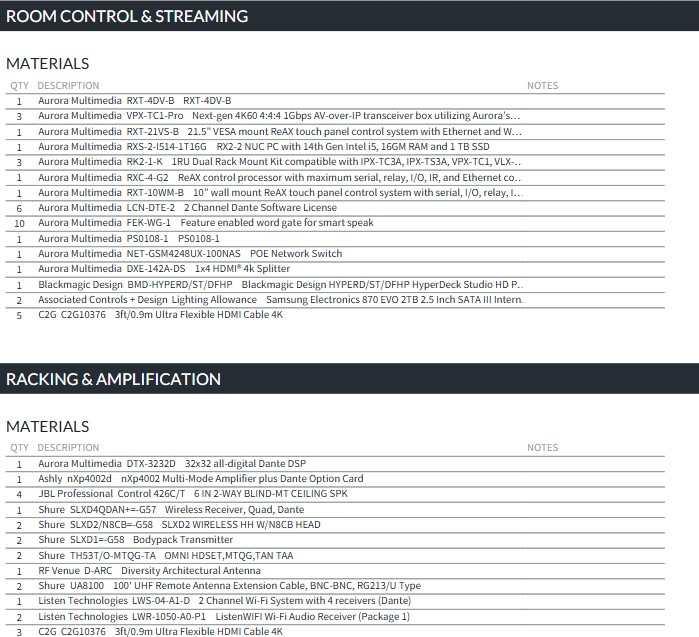 ROOM CONTROL & STREAMING
MATERIALS
QTY DESCRIPTION NOTES
1 Aurora Multimedia RXT-4DV-B RXT-4DV-B
3 Aurora Multimedia VPX-TC1-Pro Next-gen 4K60 4:4:4 1Gbps AV-over-IP transceiver box utilizing Aurora's...
1 Aurora Multimedia RXT-21VS-B 21.5" VESA mount ReAX touch panel control system with Ethernet and W...
1 Aurora Multimedia RXS-2-I514-1T16G RX2-2 NUC PC with 14th Gen Intel i5, 16GM RAM and 1 TB SSD
3 Aurora Multimedia RK2-1-K 1RU Dual Rack Mount Kit compatible with IPX-TC3A, IPX-TS3A, VPX-TC1, VLX-..
1 Aurora Multimedia RXC-4-G2 ReAX control processor with maximum serial, relay, I/O, IR, and Ethernet co...
1 Aurora Multimedia RXT-10WM-B 10" wall mount ReAX touch panel control system with serial, I/O, relay, I...
6 Aurora Multimedia LCN-DTE-2 2 Channel Dante Software License
10 Aurora Multimedia FEK-WG-1 Feature enabled word gate for smart speak
1 Aurora Multimedia PS0108-1 PS0108-1
1 Aurora Multimedia NET-GSM4248UX-100NAS POE Network Switch
1 Aurora Multimedia DXE-142A-DS 1x4 HDMI® 4k Splitter
1 Blackmagic Design BMD-HYPERD/ST/DFHP Blackmagic Design HYPERD/ST/DFHP HyperDeck Studio HD P..
2 Associated Controls + Design Lighting Allowance Samsung Electronics 870 EVO 2TB 2.5 Inch SATA III Intern.
5 C2G C2G10376 3ft/0.9m Ultra Flexible HDMI Cable 4K
RACKING & AMPLIFICATION
MATERIALS
QTY DESCRIPTION NOTES
1 Aurora Multimedia DTX-3232D 32x32 all-digital Dante DSP
1 Ashly nXp4002d nXp4002 Multi-Mode Amplifier plus Dante Option Card
4 JBL Professional Control 426C/T 6 IN 2-WAY BLIND-MT CEILING SPK
1 Shure SLXD4QDAN+=-G57 Wireless Receiver, Quad, Dante
2 Shure SLXD2/N8CB=-G58 SLXD2 WIRELESS HH W/N8CB HEAD
2 Shure SLXD1=-G58 Bodypack Transmitter
2 Shure TH53T/O-MTQG-TA OMNI HDSET,MTQG,TAN TAA
1 RF Venue D-ARC Diversity Architectural Antenna
2 Shure UA8100 100' UHF Remote Antenna Extension Cable, BNC-BNC, RG213/U Type
1 Listen Technologies LWS-04-A1-D 2 Channel Wi-Fi System with 4 receivers (Dante)
2 Listen Technologies LWR-1050-A0-P1 ListenWIFI Wi-Fi Audio Receiver (Package 1)
3 C2G C2G10376 3ft/0.9m Ultra Flexible HDMI Cable 4K